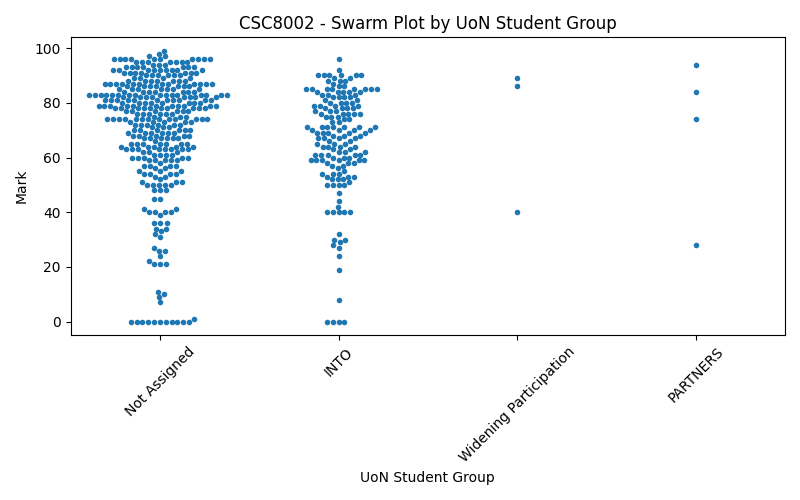 CSC8002 - Swarm Plot by UoN Student Group
100
80
60
40
20
0
Mark
Not Assigned
INTO
Widening Participation
PARTNERS
UoN Student Group